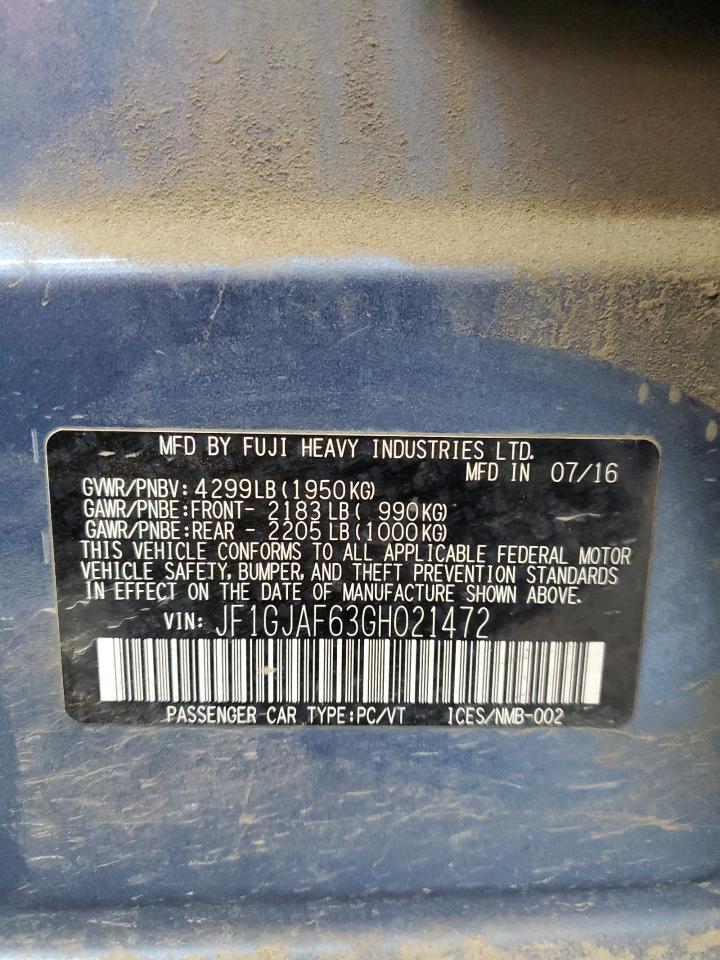 MFD BY FUJI HEAVY INDUSTRIES LTD.
MFD IN 07/16
GVWR/PNBV: 4299LB(1950KG)
GAWR/PNBE:FRONT- 2183LB( 990KG)
GAWR/PNBE:REAR - 2205LB(1000KG)
THIS VEHICLE CONFORMS TO ALL APPLICABLE FEDERAL MOTOR
VEHICLE SAFETY, BUMPER, AND THEFT PREVENTION STANDARDS
IN EFFECT ON THE DATE OF MANUFACTURE SHOWN ABOVE.
VIN: JF1GJAF63GH021472
PASSENGER CAR TYPE:PC/VT ICES/NMB-002